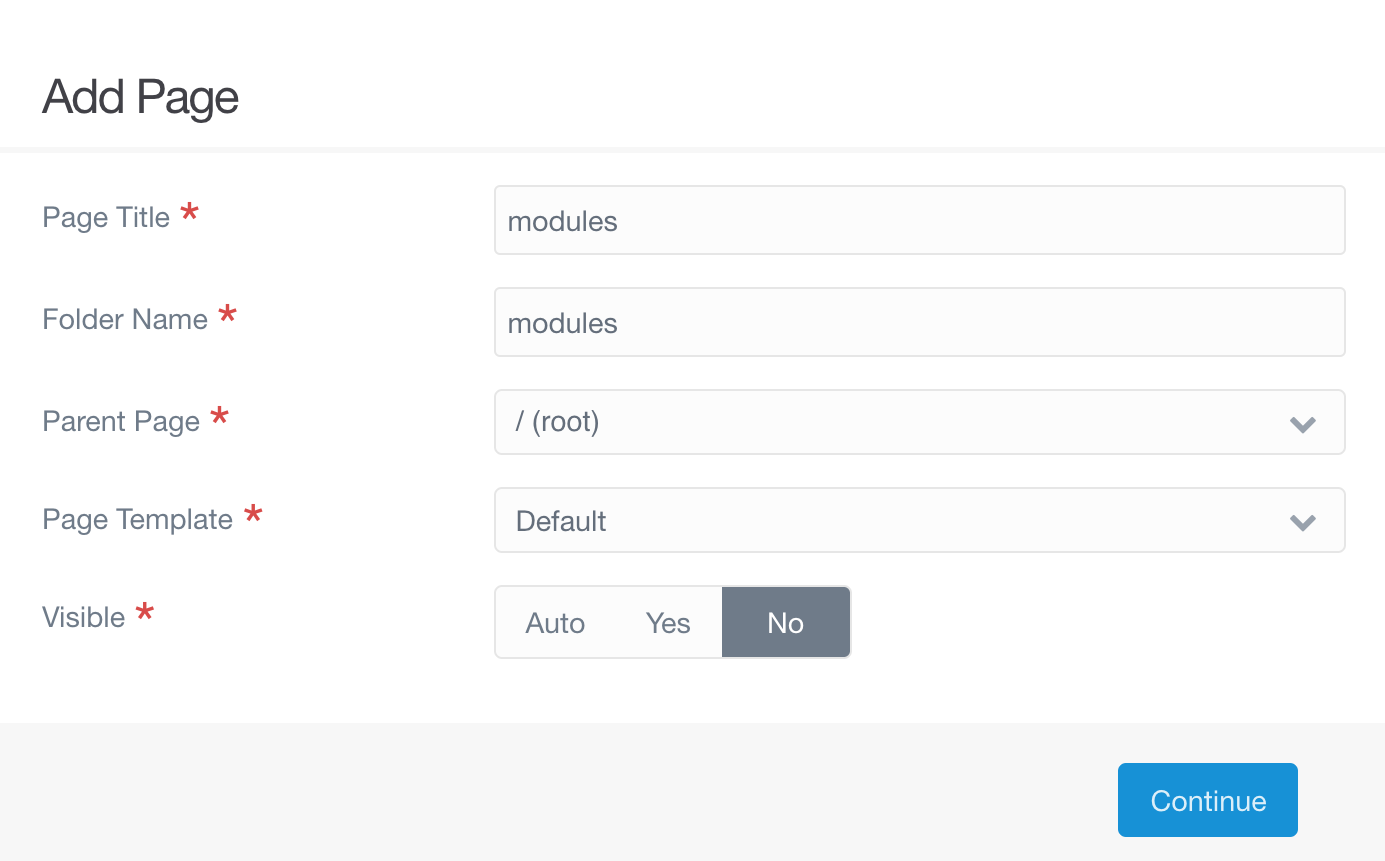 Add Page
Page Title *
modules
Folder Name *
modules
Parent Page *
/ (root)
Page Template *
Default
Visible *
Auto Yes No
Continue